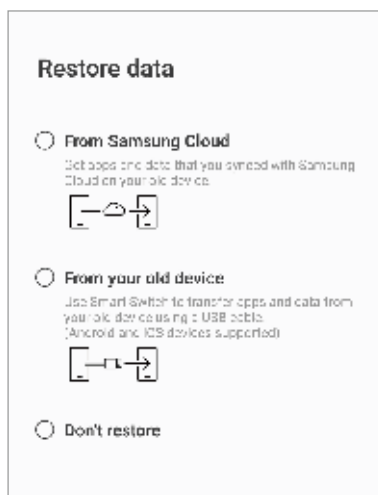 Restore data
From Samsung Cloud
Get apps and data that you synced with Samsung
Cloud on your old device.
From your old device
Use Smart Switch to transfer apps and data from
your old device using a USB cable.
(Android and iOS devices supported)
Don't restore